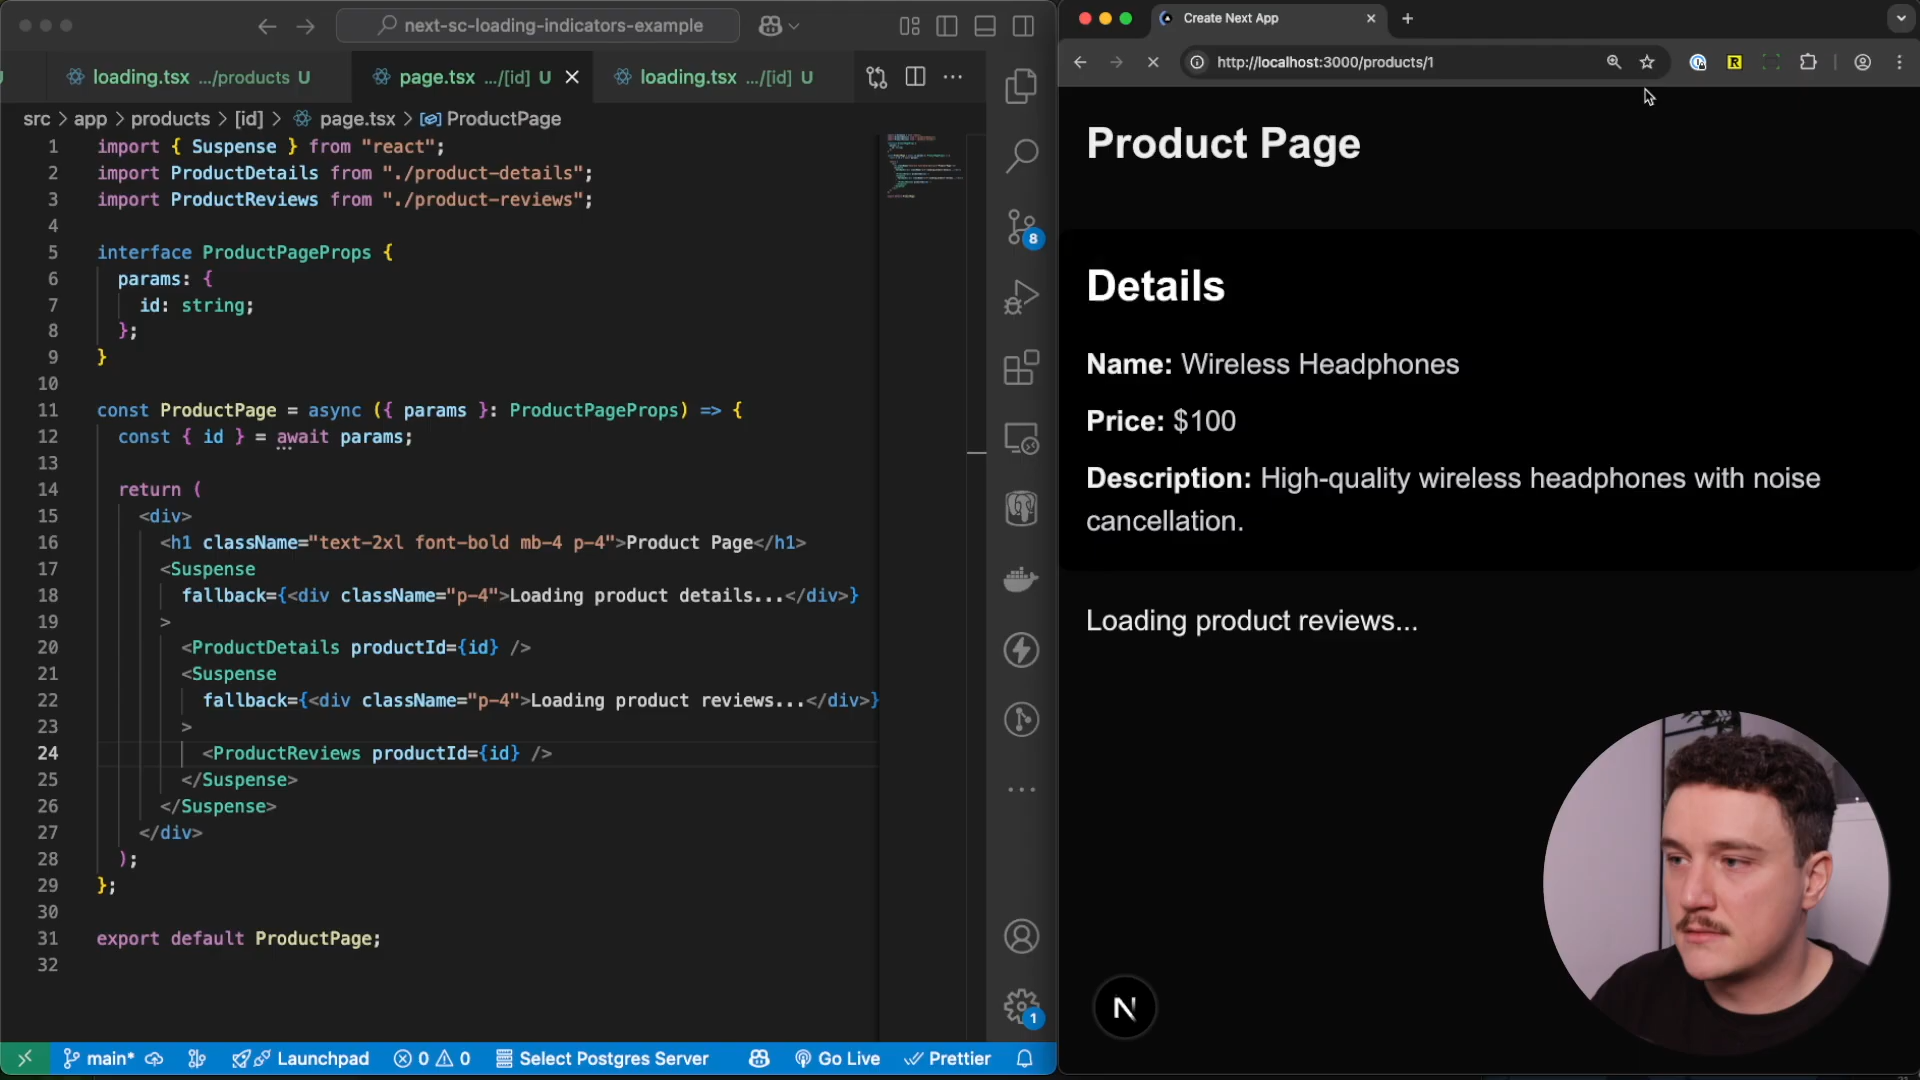 next-sc-loading-indicators-example
loading.tsx .../products U
page.tsx .../[id] U
loading.tsx .../[id] U
src > app > products > [id] > page.tsx > ProductPage
1 import { Suspense } from "react";
2 import ProductDetails from "./product-details";
3 import ProductReviews from "./product-reviews";
4
5 interface ProductPageProps {
6 params: {
7 id: string;
8 };
9 }
10
11 const ProductPage = async ({ params }: ProductPageProps) => {
12 const { id } = await params;
13
14 return (
15 <div>
16 <h1 className="text-2xl font-bold mb-4 p-4">Product Page</h1>
17 <Suspense
18 fallback={<div className="p-4">Loading product details...</div>}
19 >
20 <ProductDetails productId={id} />
21 <Suspense
22 fallback={<div className="p-4">Loading product reviews...</div>}
23 >
24 <ProductReviews productId={id} />
25 </Suspense>
26 </Suspense>
27 </div>
28 );
29 };
30
31 export default ProductPage;
32
8
1
main* Launchpad 0 0 Select Postgres Server Go Live Prettier
Create Next App
http://localhost:3000/products/1
R
Product Page
Details
Name: Wireless Headphones
Price: $100
Description: High-quality wireless headphones with noise
cancellation.
Loading product reviews...
N